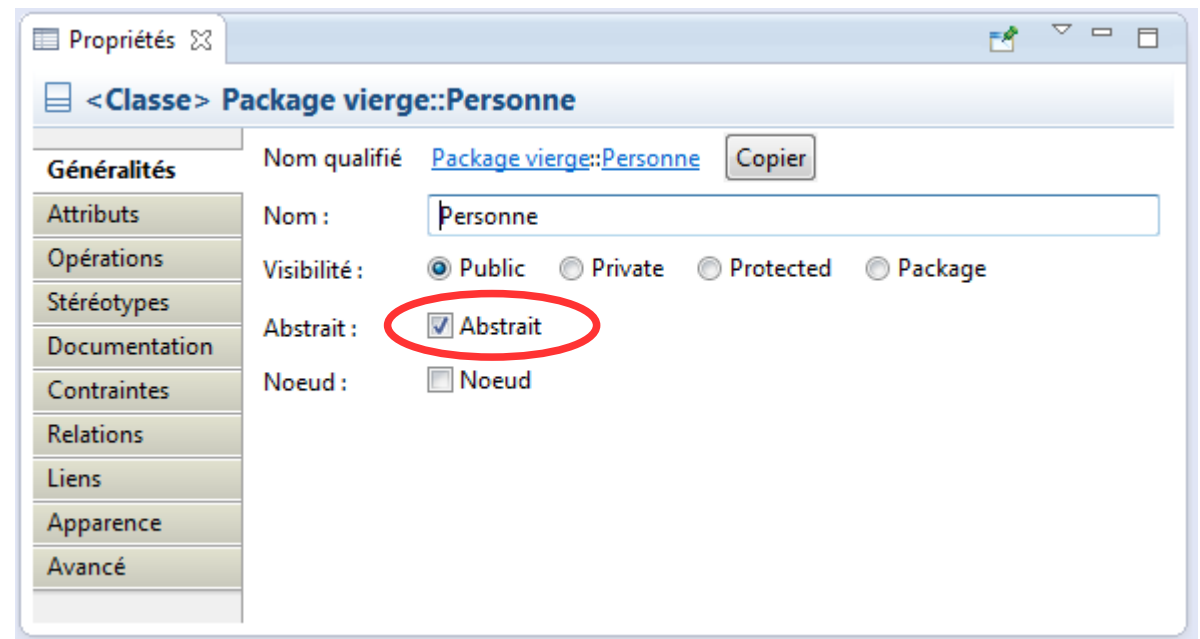 Propriétés
<Classe> Package vierge::Personne
Généralités
Attributs
Opérations
Stéréotypes
Documentation
Contraintes
Relations
Liens
Apparence
Avancé
Nom qualifié Package vierge::Personne Copier
Nom : Personne
Visibilité : Public Private Protected Package
Abstrait : Abstrait
Noeud : Noeud